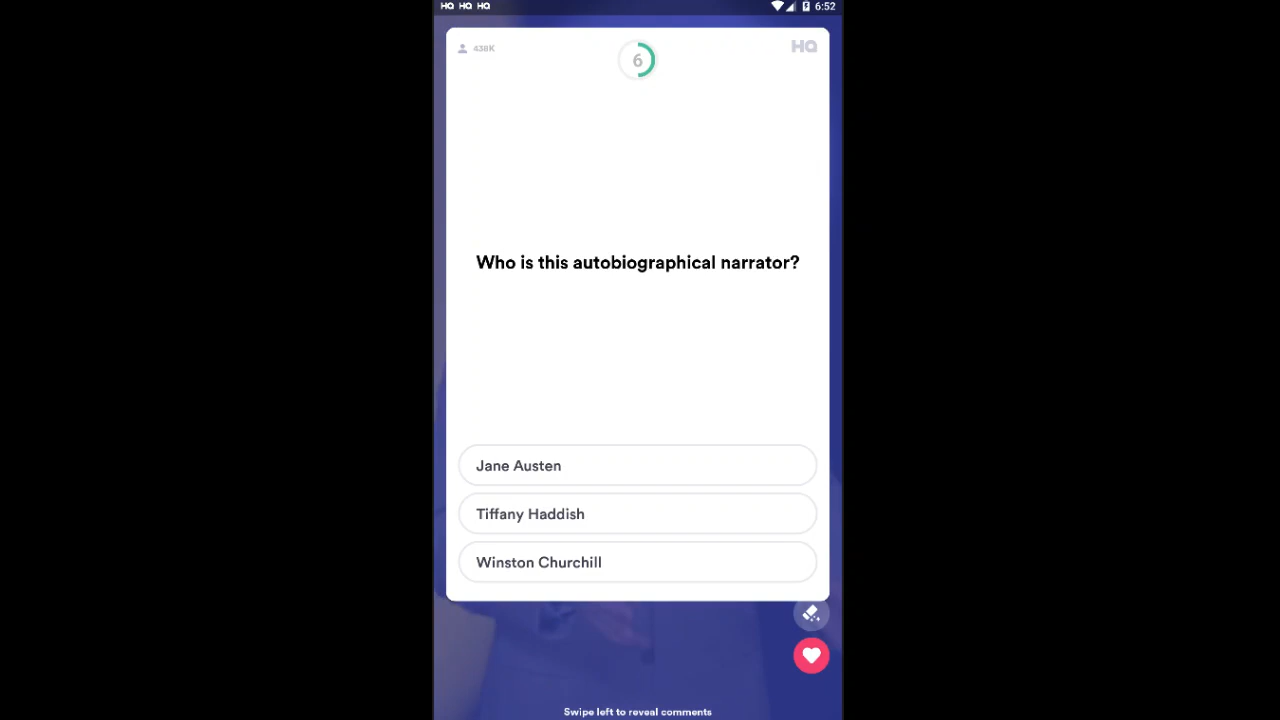 HQ HQ HQ 6:52
438K 6 HQ
Who is this autobiographical narrator?
Jane Austen
Tiffany Haddish
Winston Churchill
Swipe left to reveal comments